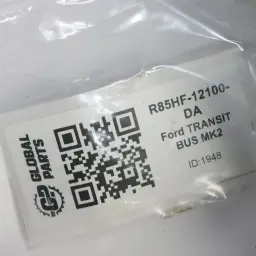 GLOBAL
PARTS
R85HF-12100-
DA
Ford TRANSIT
BUS MK2
ID:1948